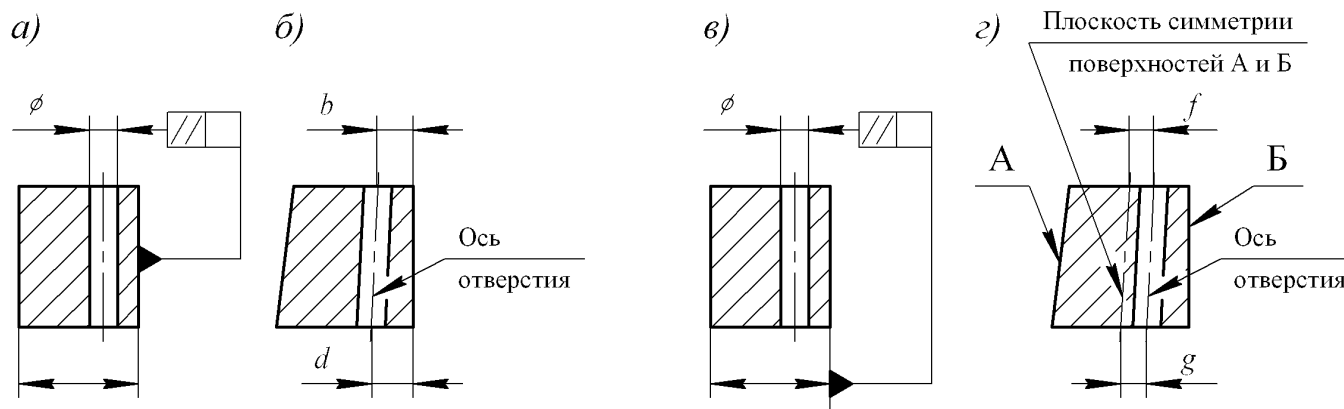 а)
б)
в)
г)
Плоскость симметрии
поверхностей А и Б
ø
b
ø
f
А
Б
Ось
отверстия
Ось
отверстия
d
g